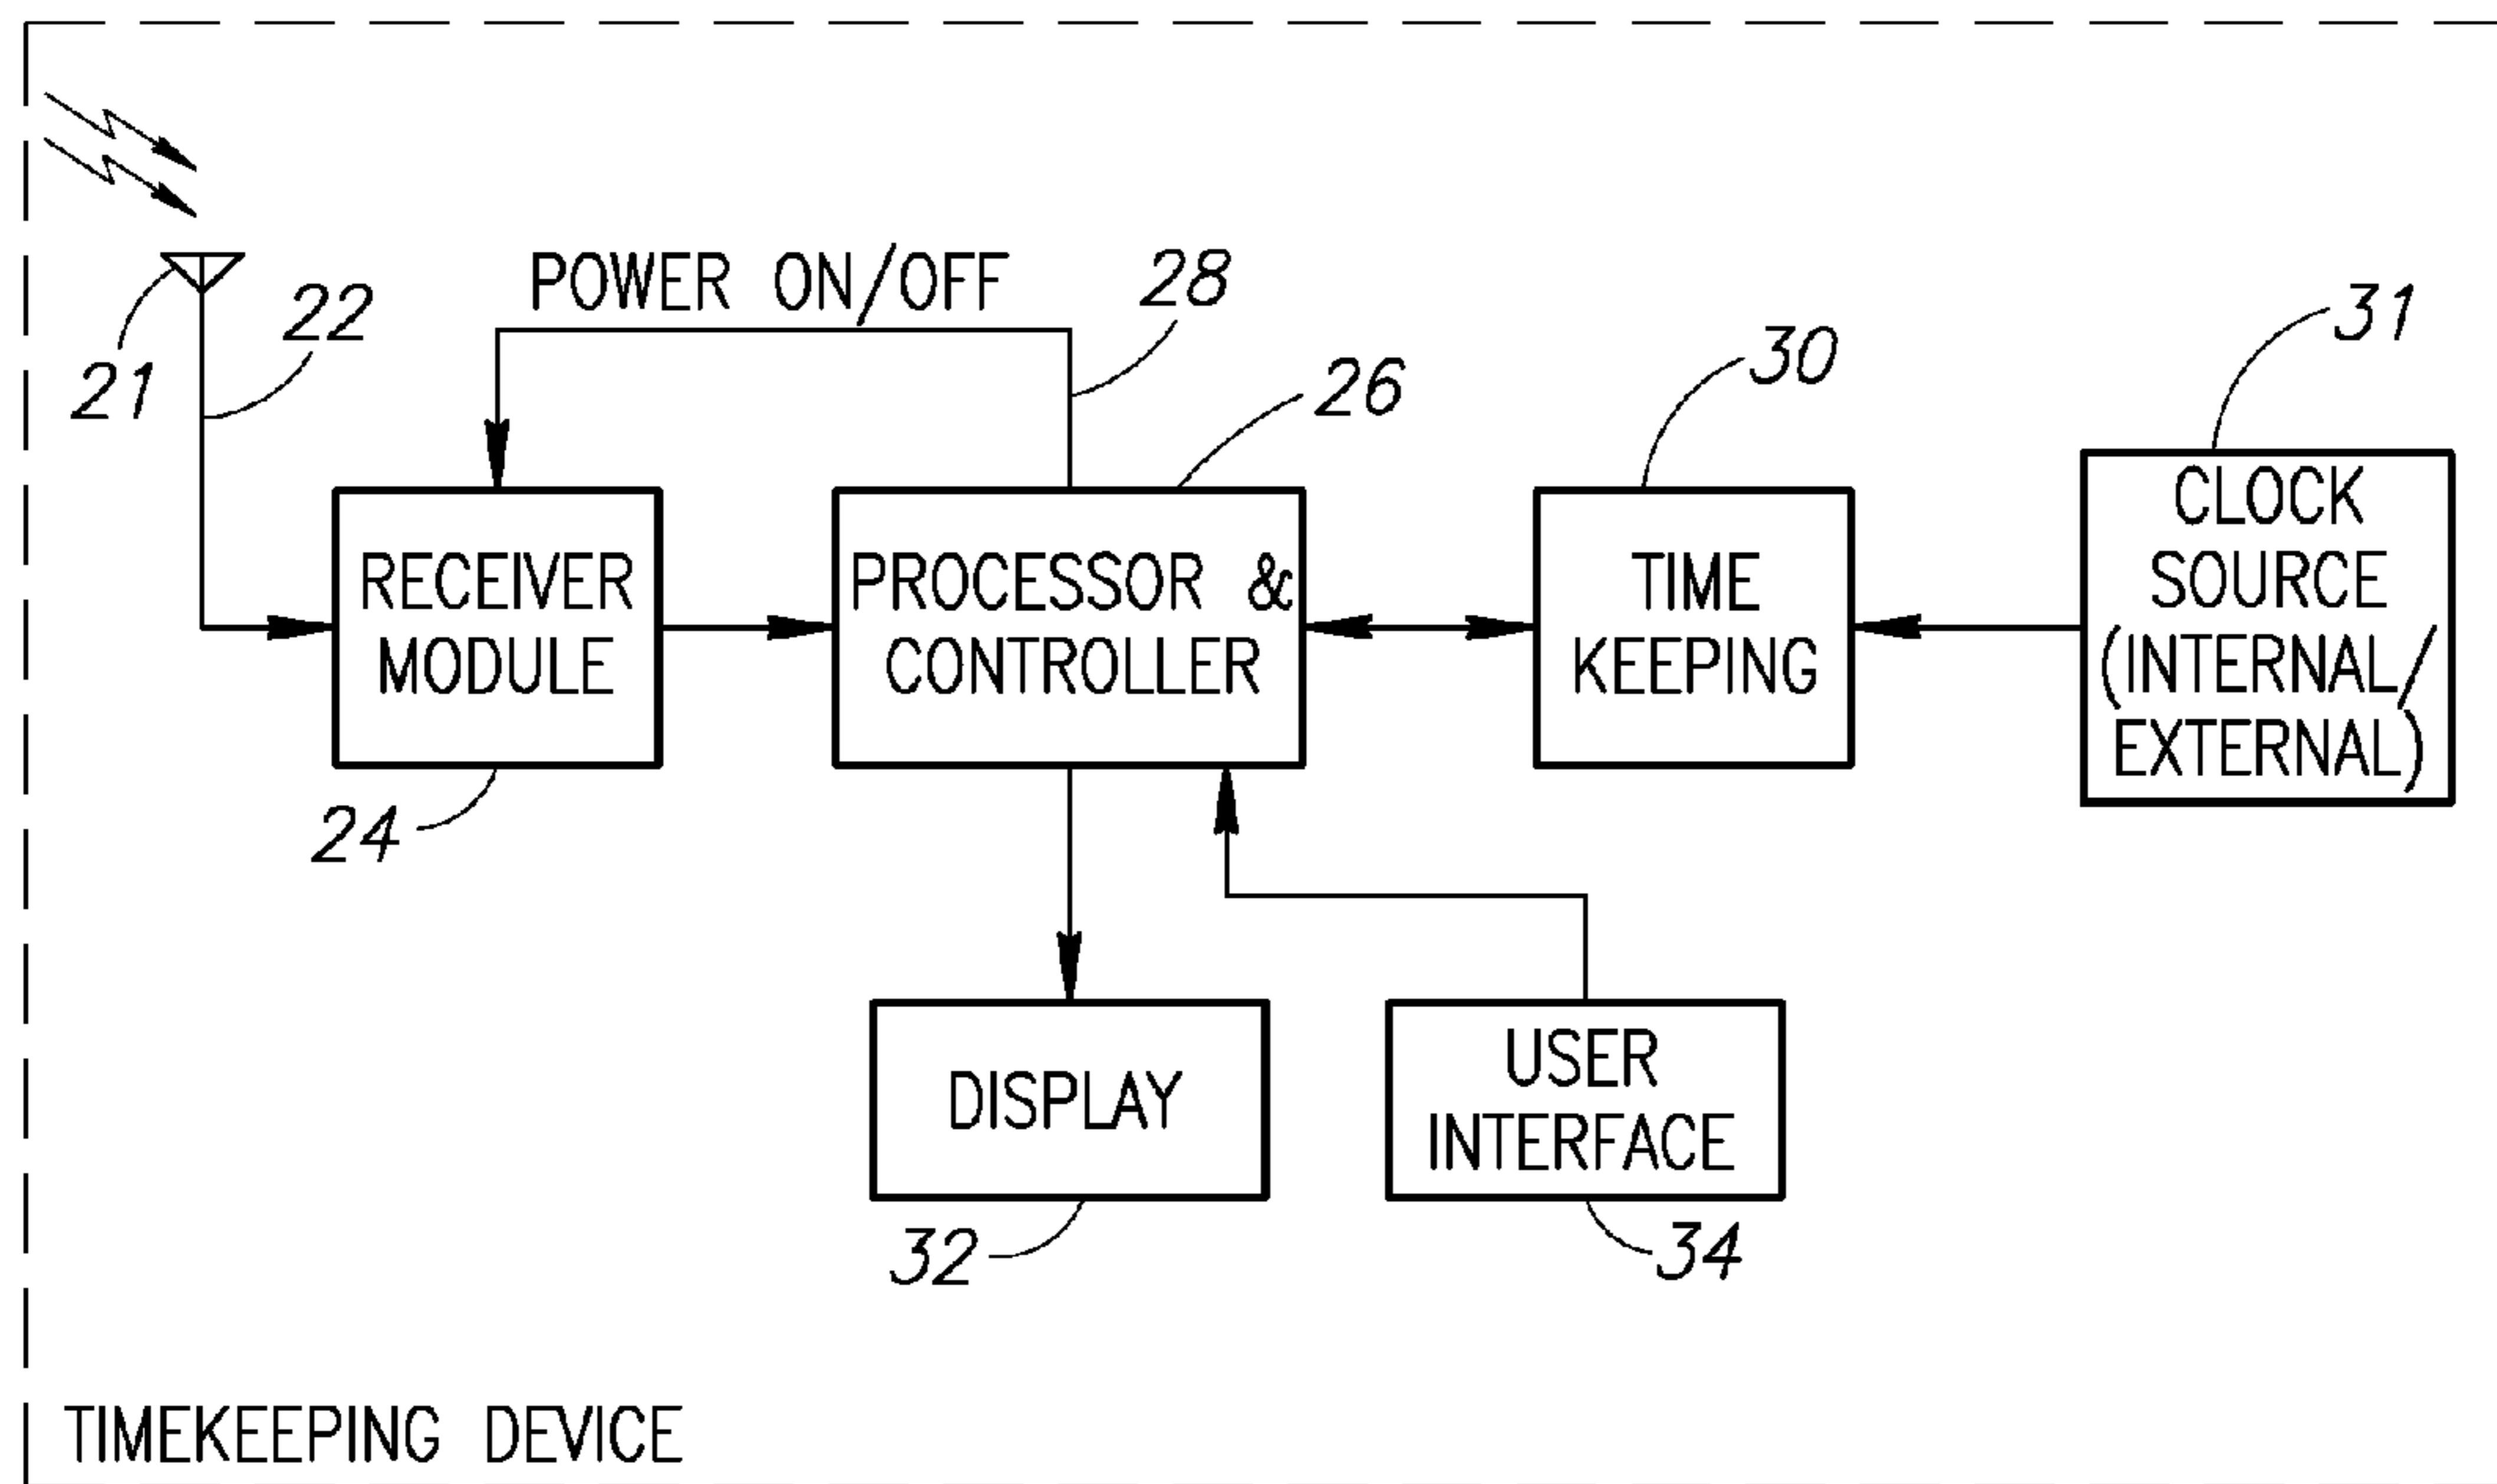 POWER ON/OFF
28
22
31
21
30
26
RECEIVER
MODULE
PROCESSOR &
CONTROLLER
TIME
KEEPING
CLOCK
SOURCE
(INTERNAL/
EXTERNAL)
24
DISPLAY
USER
INTERFACE
32
34
TIMEKEEPING DEVICE